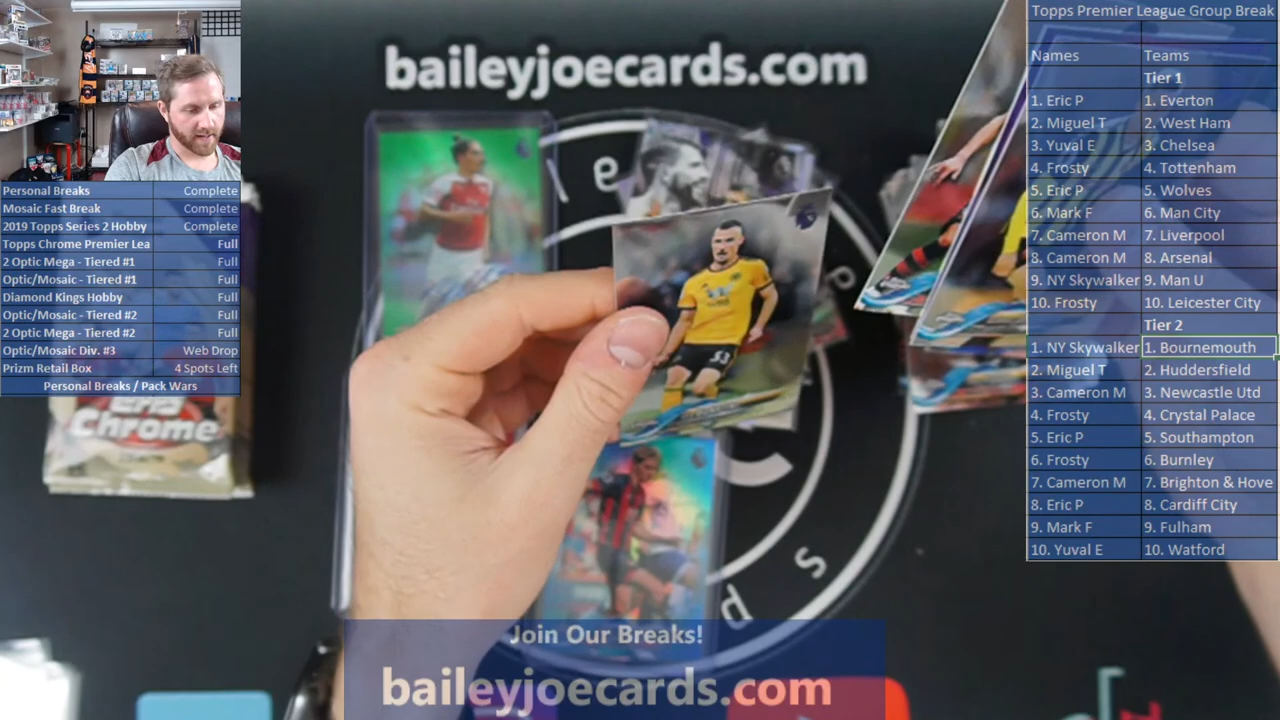 baileyjoecards.com
Personal Breaks Complete
Mosaic Fast Break Complete
2019 Topps Series 2 Hobby Complete
Topps Chrome Premier Lea Full
2 Optic Mega - Tiered #1 Full
Optic/Mosaic - Tiered #1 Full
Diamond Kings Hobby Full
Optic/Mosaic - Tiered #2 Full
2 Optic Mega - Tiered #2 Full
Optic/Mosaic Div. #3 Web Drop
Prizm Retail Box 4 Spots Left
Personal Breaks / Pack Wars
Chrome
Topps Premier League Group Break
Names Teams
Tier 1
1. Eric P 1. Everton
2. Miguel T 2. West Ham
3. Yuval E 3. Chelsea
4. Frosty 4. Tottenham
5. Eric P 5. Wolves
6. Mark F 6. Man City
7. Cameron M 7. Liverpool
8. Cameron M 8. Arsenal
9. NY Skywalker 9. Man U
10. Frosty 10. Leicester City
Tier 2
1. NY Skywalker 1. Bournemouth
2. Miguel T 2. Huddersfield
3. Cameron M 3. Newcastle Utd
4. Frosty 4. Crystal Palace
5. Eric P 5. Southampton
6. Frosty 6. Burnley
7. Cameron M 7. Brighton & Hove
8. Eric P 8. Cardiff City
9. Mark F 9. Fulham
10. Yuval E 10. Watford
33
Join Our Breaks!
baileyjoecards.com